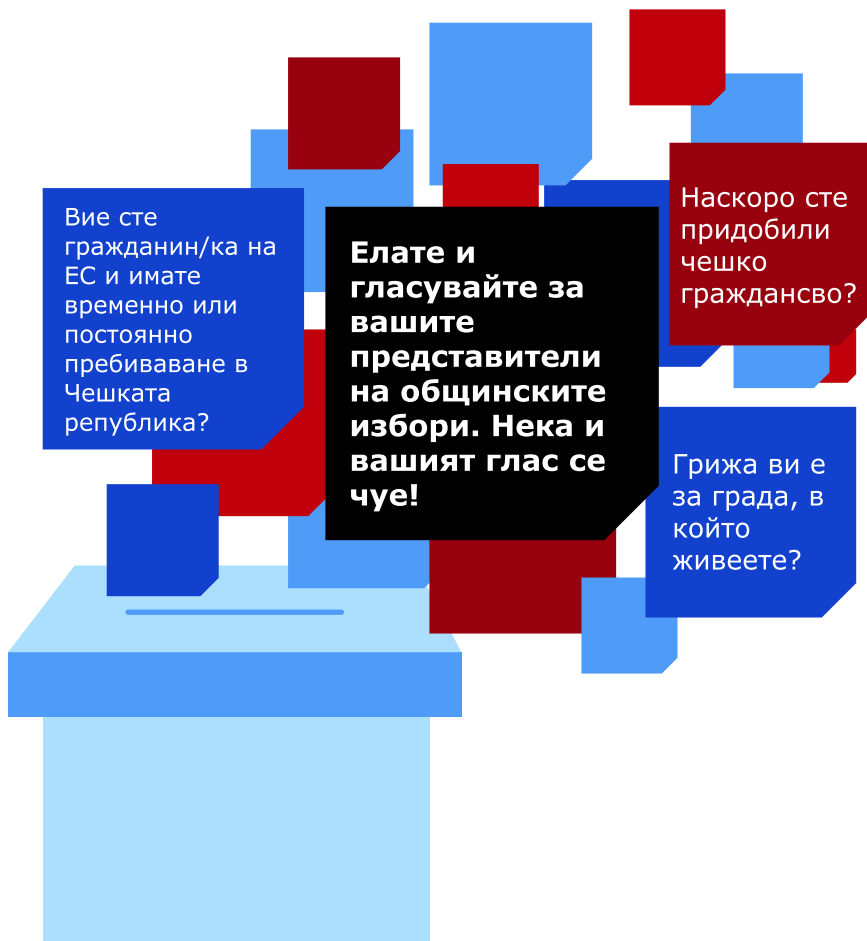 Вие сте
гражданин/ка на
ЕС и имате
временно или
постоянно
пребиваване в
Чешката
република?
Елате и
гласувайте за
вашите
представители
на общинските
избори. Нека и
вашият глас се
чуе!
Наскоро сте
придобили
чешко
граждансво?
Грижа ви е
за града, в
който
живеете?